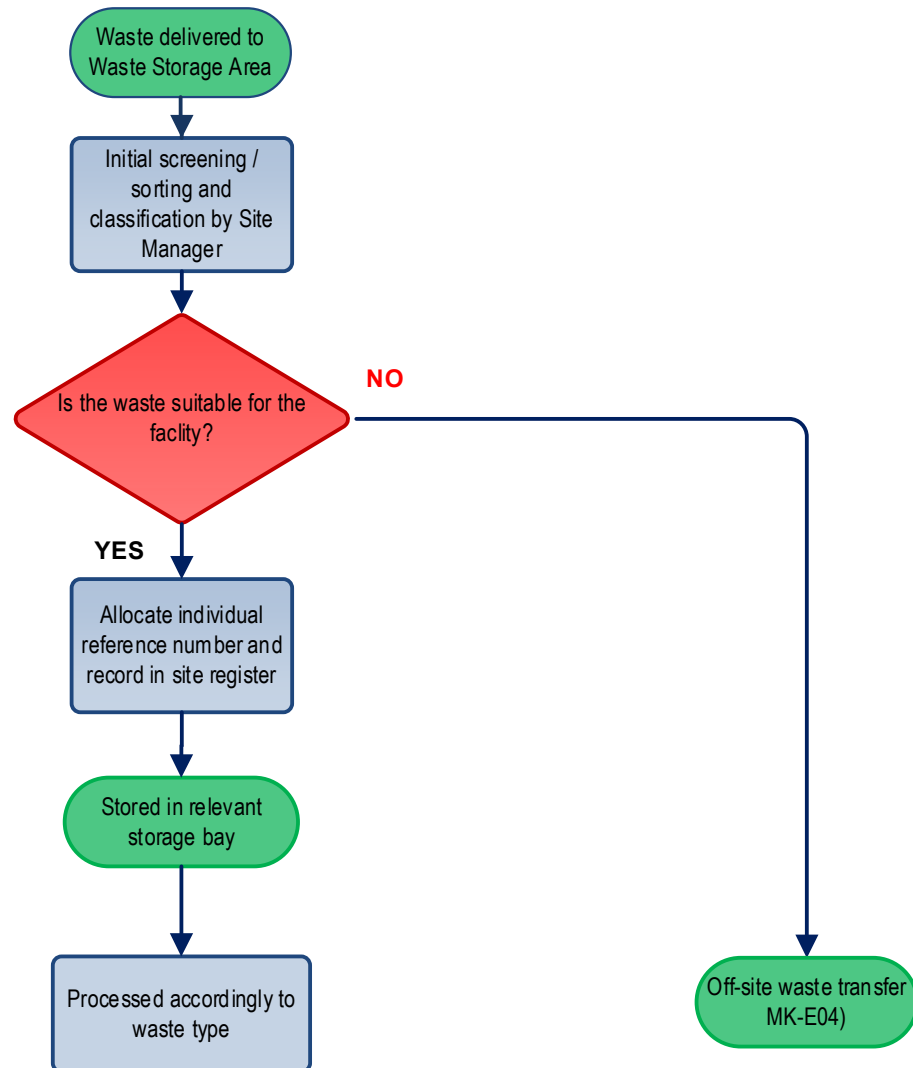 Waste delivered to
Waste Storage Area
Initial screening /
sorting and
classification by Site
Manager
Is the waste suitable for the
faclity?
NO
YES
Allocate individual
reference number and
record in site register
Stored in relevant
storage bay
Processed accordingly to
waste type
Off-site waste transfer
MK-E04)